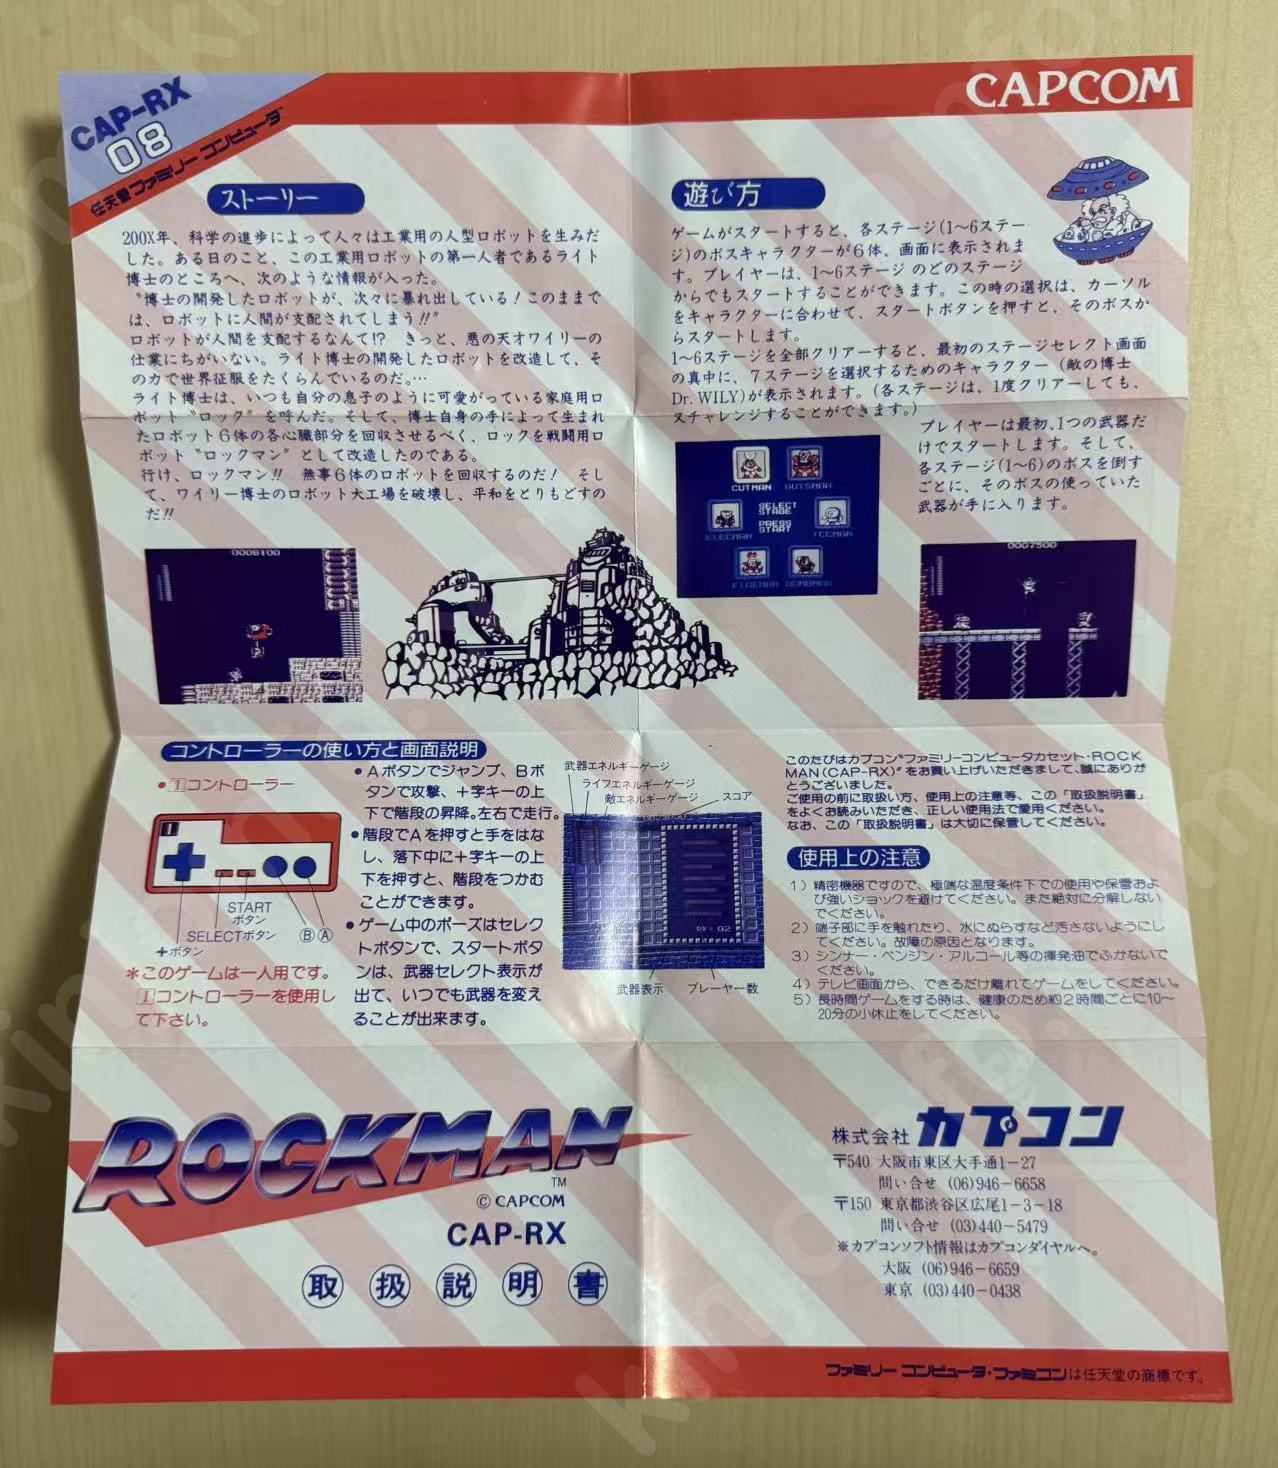 CAP-RX
08
任天堂 ファミリー コンピュータ
CAPCOM
ストーリー
200X年、科学の進歩によって人々は工業用の人型ロボットを生みだ
した。ある日のこと、この工業用ロボットの第一人者であるライト
博士のところへ、次のような情報が入った。
〝博士の開発したロボットが、次々に暴れ出している!このままで
は、ロボットに人間が支配されてしまう!!〟
ロボットが人間を支配するなんて!? きっと、悪の天才ワイリーの
仕業にちがいない。ライト博士の開発したロボットを改造して、そ
の力で世界征服をたくらんでいるのだ。…
ライト博士は、いつも自分の息子のように可愛がっている家庭用ロ
ボット〝ロック〟を呼んだ。そして、博士自身の手によって生まれ
たロボット6体の各心臓部分を回収させるべく、ロックを戦闘用ロ
ボット〝ロックマン〟として改造したのである。
行け、ロックマン!! 無事6体のロボットを回収するのだ! そし
て、ワイリー博士のロボット大工場を破壊し、平和をとりもどすの
だ!!
0008100
遊び方
ゲームがスタートすると、各ステージ(1〜6ステー
ジ)のボスキャラクターが6体、画面に表示されま
す。プレイヤーは、1〜6ステージ のどのステージ
からでもスタートすることができます。この時の選択は、カーソル
をキャラクターに合わせて、スタートボタンを押すと、そのボスか
らスタートします。
1〜6ステージを全部クリアーすると、最初のステージセレクト画面
の真中に、7ステージを選択するためのキャラクター (敵の博士
Dr. WILY)が表示されます。(各ステージは、1度クリアーしても、
又チャレンジすることができます。)
プレイヤーは最初、1つの武器だ
けでスタートします。そして、
各ステージ(1〜6)のボスを倒す
ごとに、そのボスの使っていた
武器が手に入ります。
CUTMAN GUTSMAN
SELECT
STAGE
PRESS
START
ELECMAN ICEMAN
FIREMAN BOMBMAN
0007500
コントローラーの使い方と画面説明
●Ⅰコントローラー
START
ボタン
SELECTボタン
ⒷⒶ
+ボタン
*このゲームは一人用です。
Ⅰコントローラーを使用し
て下さい。
●Aボタンでジャンプ、Bボ
タンで攻撃、+字キーの上
下で階段の昇降。左右で走行。
●階段でAを押すと手をはな
し、落下中に+字キーの上
下を押すと、階段をつかむ
ことができます。
●ゲーム中のポーズはセレク
トボタンで、スタートボタ
ンは、武器セレクト表示が
出て、いつでも武器を変え
ることが出来ます。
武器エネルギーゲージ
ライフエネルギーゲージ
敵エネルギーゲージ
スコア
武器表示
プレーヤー数
このたびはカプコン"ファミリーコンピュータカセット・ROCK
MAN(CAP-RX)"をお買い上げいただきまして、誠にありが
とうございました。
ご使用の前に取扱い方、使用上の注意等、この「取扱説明書」
をよくお読みいただき、正しい使用法で愛用ください。
なお、この「取扱説明書」は大切に保管してください。
使用上の注意
1) 精密機器ですので、極端な温度条件下での使用や保管およ
び強いショックを避けてください。また絶対に分解しない
でください。
2) 端子部に手を触れたり、水にぬらすなど汚さないようにし
てください。故障の原因となります。
3) シンナー・ベンジン・アルコール等の揮発油でふかないで
ください。
4) テレビ画面から、できるだけ離れてゲームをしてください。
5) 長時間ゲームをする時は、健康のため約2時間ごとに10〜
20分の小休止をしてください。
ROCKMAN
TM
© CAPCOM
CAP-RX
取扱説明書
株式会社カプコン
〒540 大阪市東区大手通1−27
問い合せ (06)946−6658
〒150 東京都渋谷区広尾1−3−18
問い合せ (03)440−5479
※カプコンソフト情報はカプコンダイヤルへ。
大阪 (06)946−6659
東京 (03)440−0438
ファミリー コンピュータ・ファミコンは任天堂の商標です。